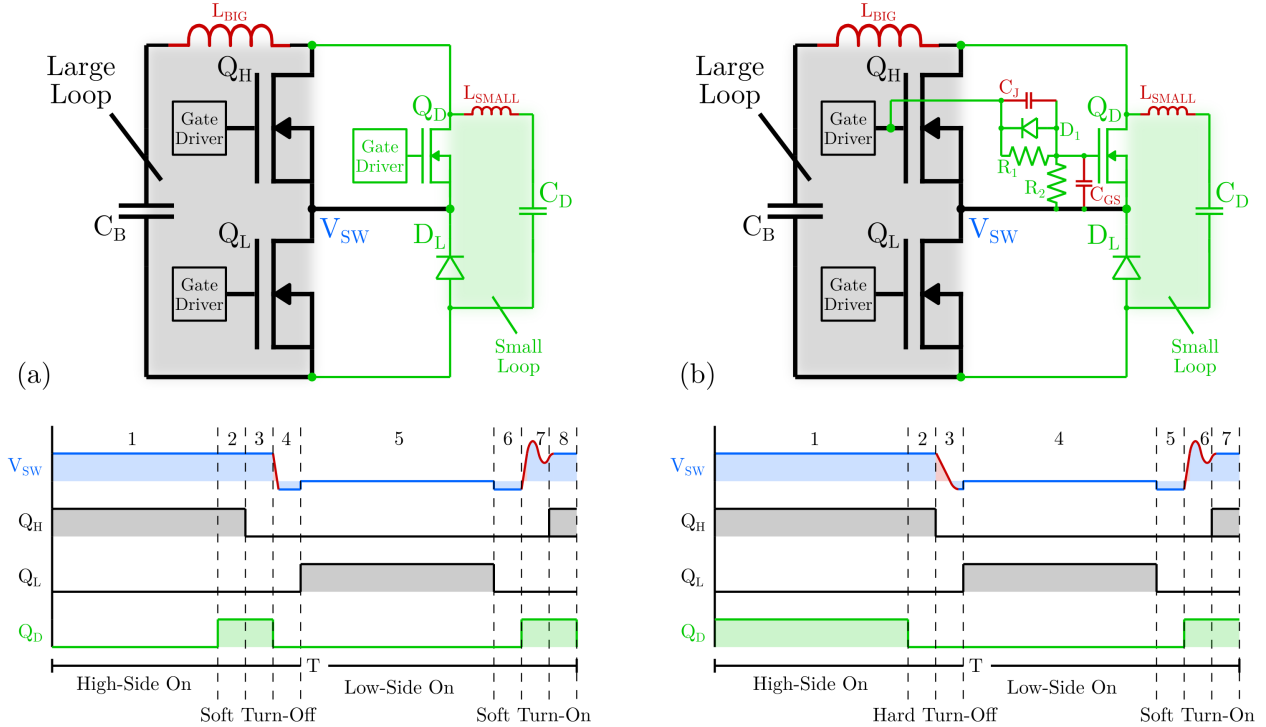 L_BIG
Large
Loop
Q_H
Gate
Driver
Q_D
L_SMALL
Gate
Driver
C_B
Q_L
V_SW
C_D
D_L
Gate
Driver
Small
Loop
(a)
L_BIG
Large
Loop
Q_H
Gate
Driver
C_J
D_1
R_1
R_2
C_GS
Q_D
L_SMALL
C_B
Q_L
V_SW
C_D
D_L
Gate
Driver
Small
Loop
(b)
1 2 3 4 5 6 7 8
V_SW
Q_H
Q_L
Q_D
T
High-Side On
Low-Side On
Soft Turn-Off
Soft Turn-On
1 2 3 4 5 6 7
V_SW
Q_H
Q_L
Q_D
T
High-Side On
Low-Side On
Hard Turn-Off
Soft Turn-On